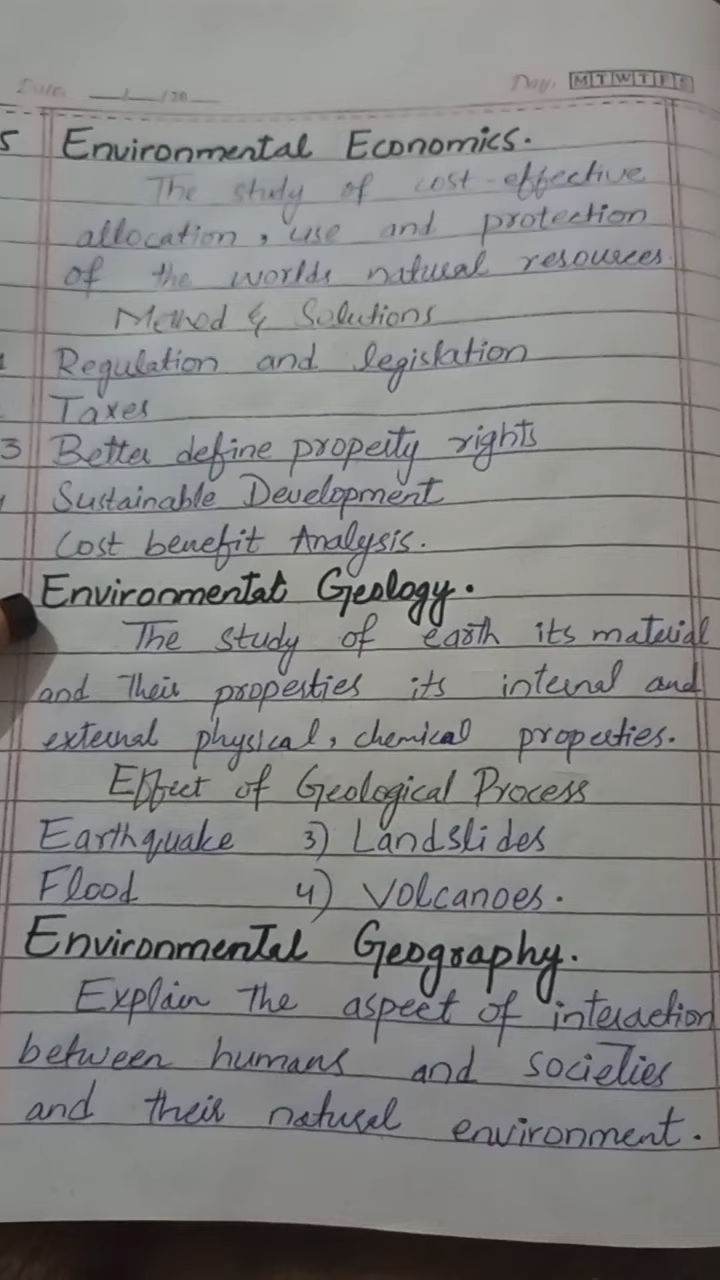 Date. __/__/20__ Day. M T W T F S
5 Environmental Economics.
The study of cost-effective
allocation, use and protection
of the worlds natural resources.
Method & Solutions
1 Regulation and legislation
Taxes
3 Better define property rights
Sustainable Development
Cost benefit Analysis.
Environmental Geology.
The study of earth its material
and Their properties its internal and
external physical, chemical properties.
Effect of Geological Process
Earthquake 3) Landslides
Flood 4) Volcanoes.
Environmental Geography.
Explain The aspect of interaction
between humans and societies
and their natural environment.